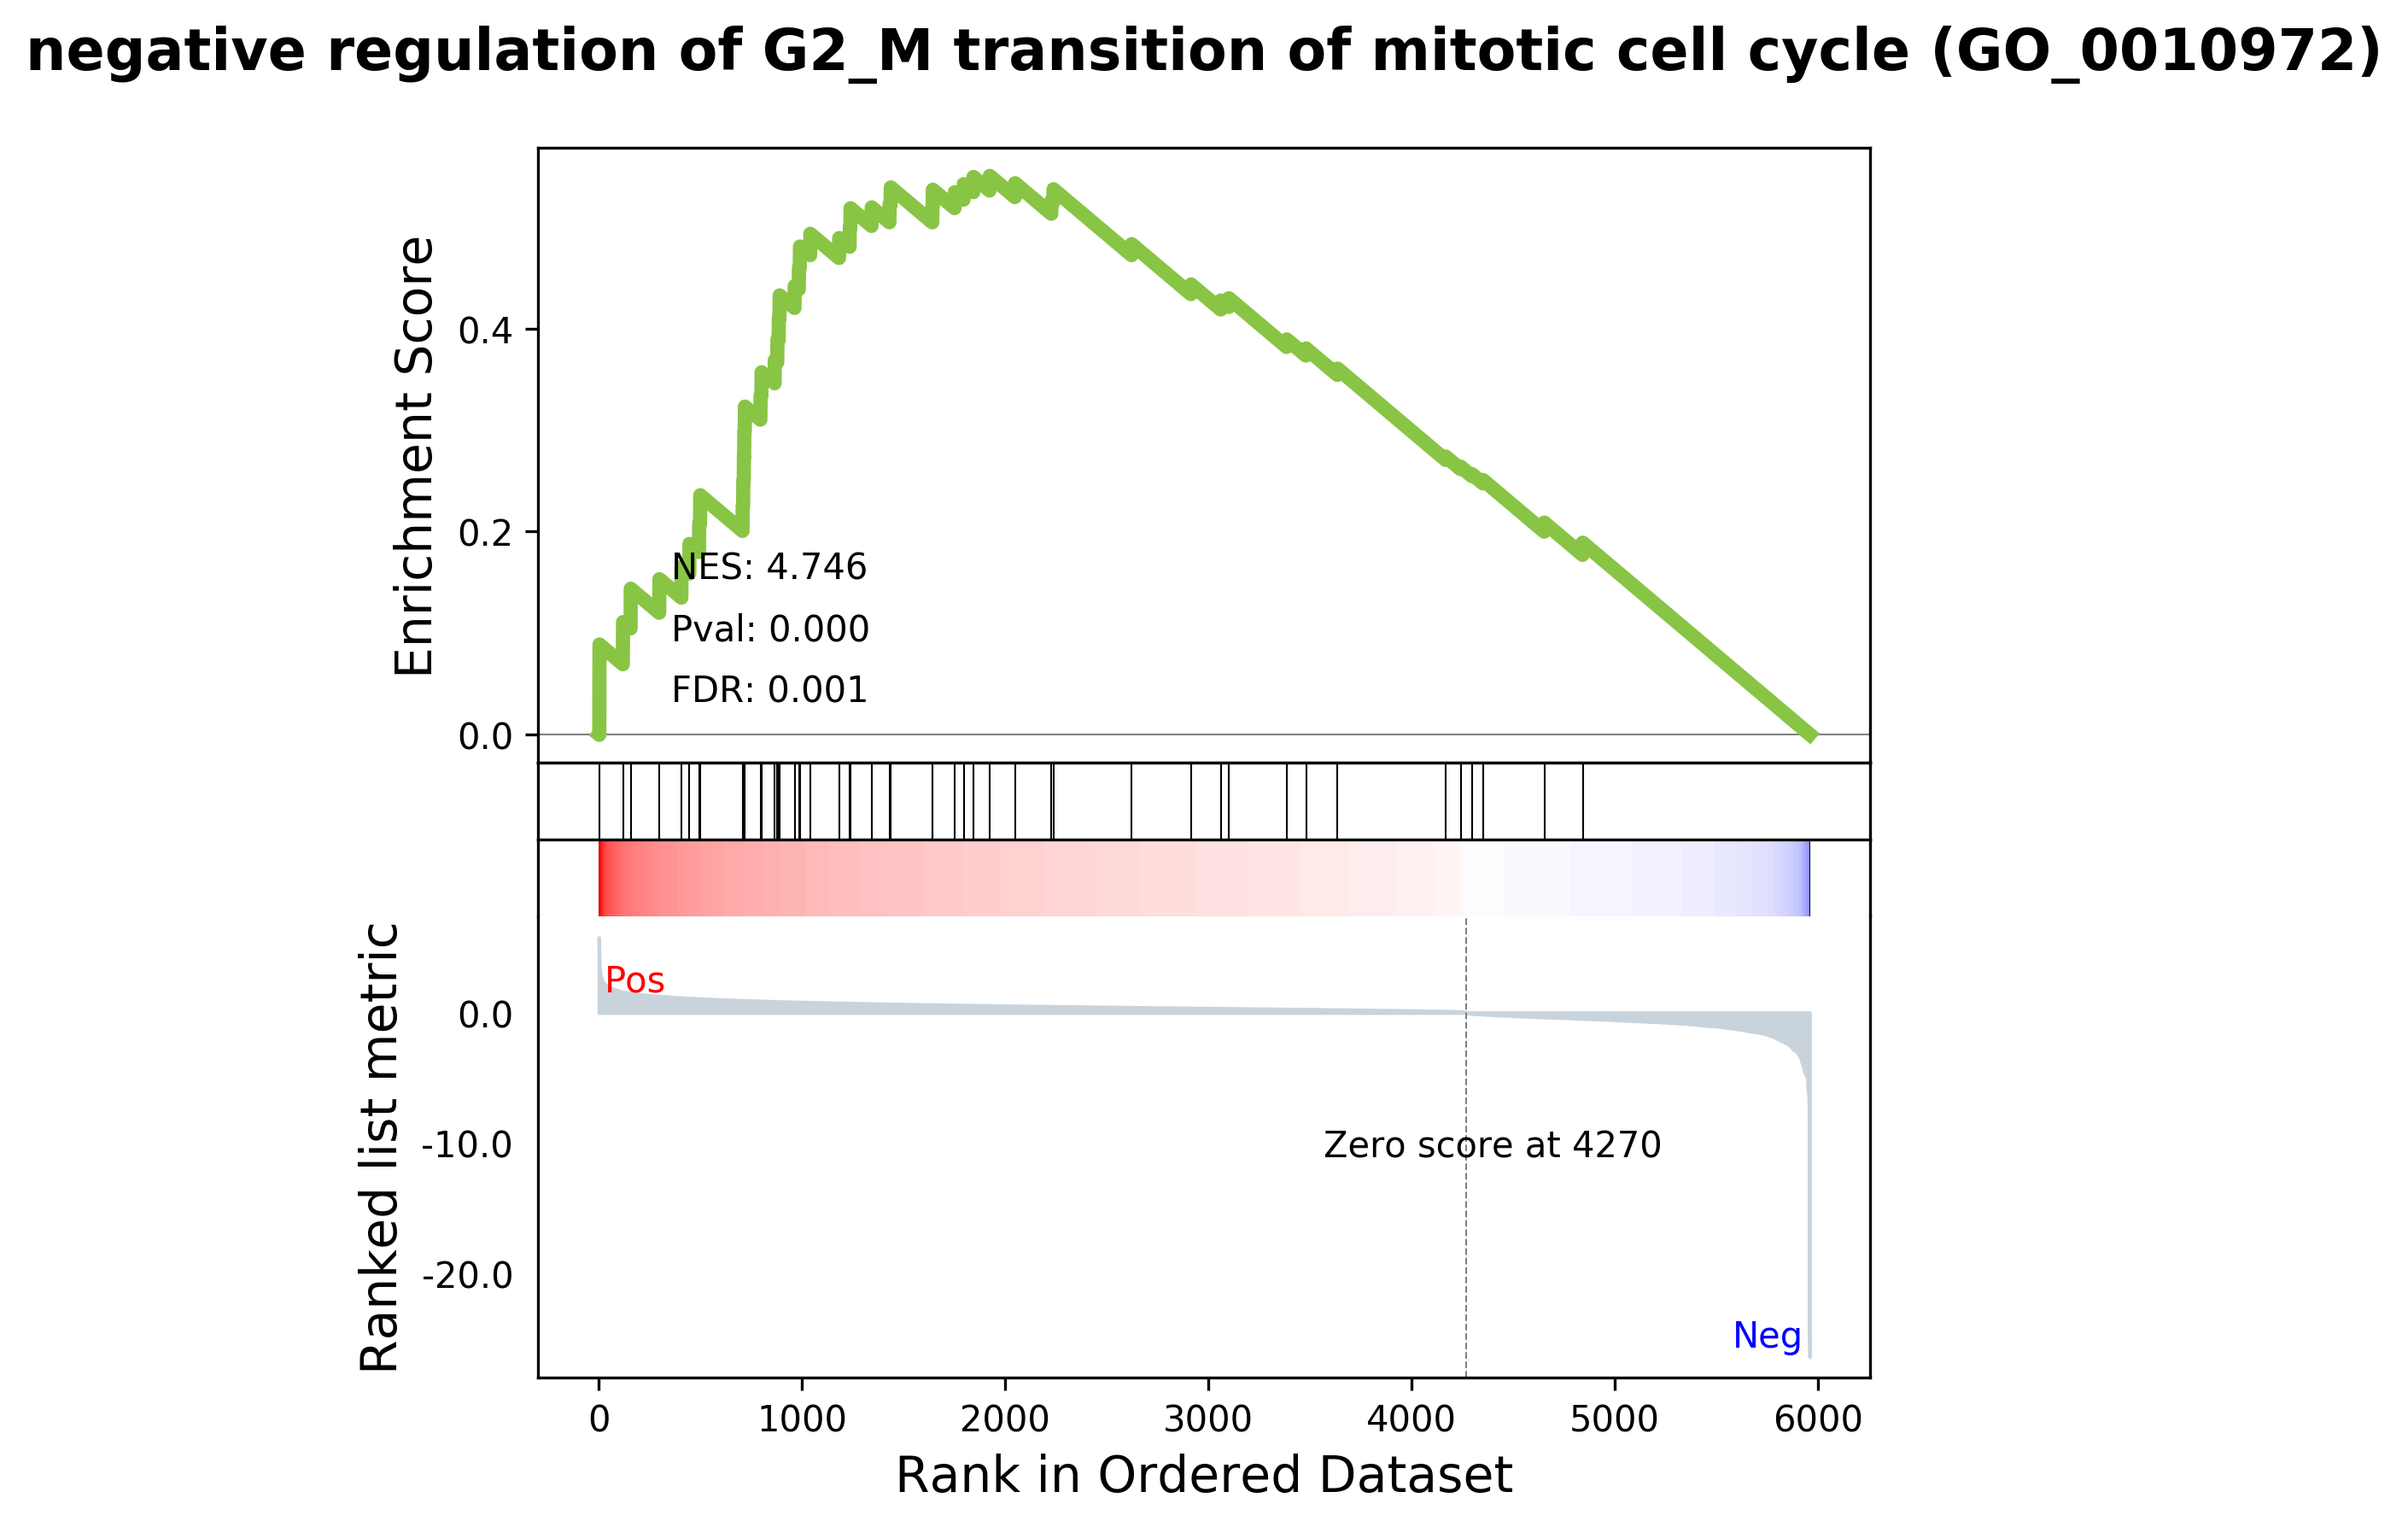 negative regulation of G2_M transition of mitotic cell cycle (GO_0010972)
Enrichment Score
0.4
0.2
0.0
NES: 4.746
Pval: 0.000
FDR: 0.001
Ranked list metric
0.0
-10.0
-20.0
Pos
Zero score at 4270
Neg
0 1000 2000 3000 4000 5000 6000
Rank in Ordered Dataset